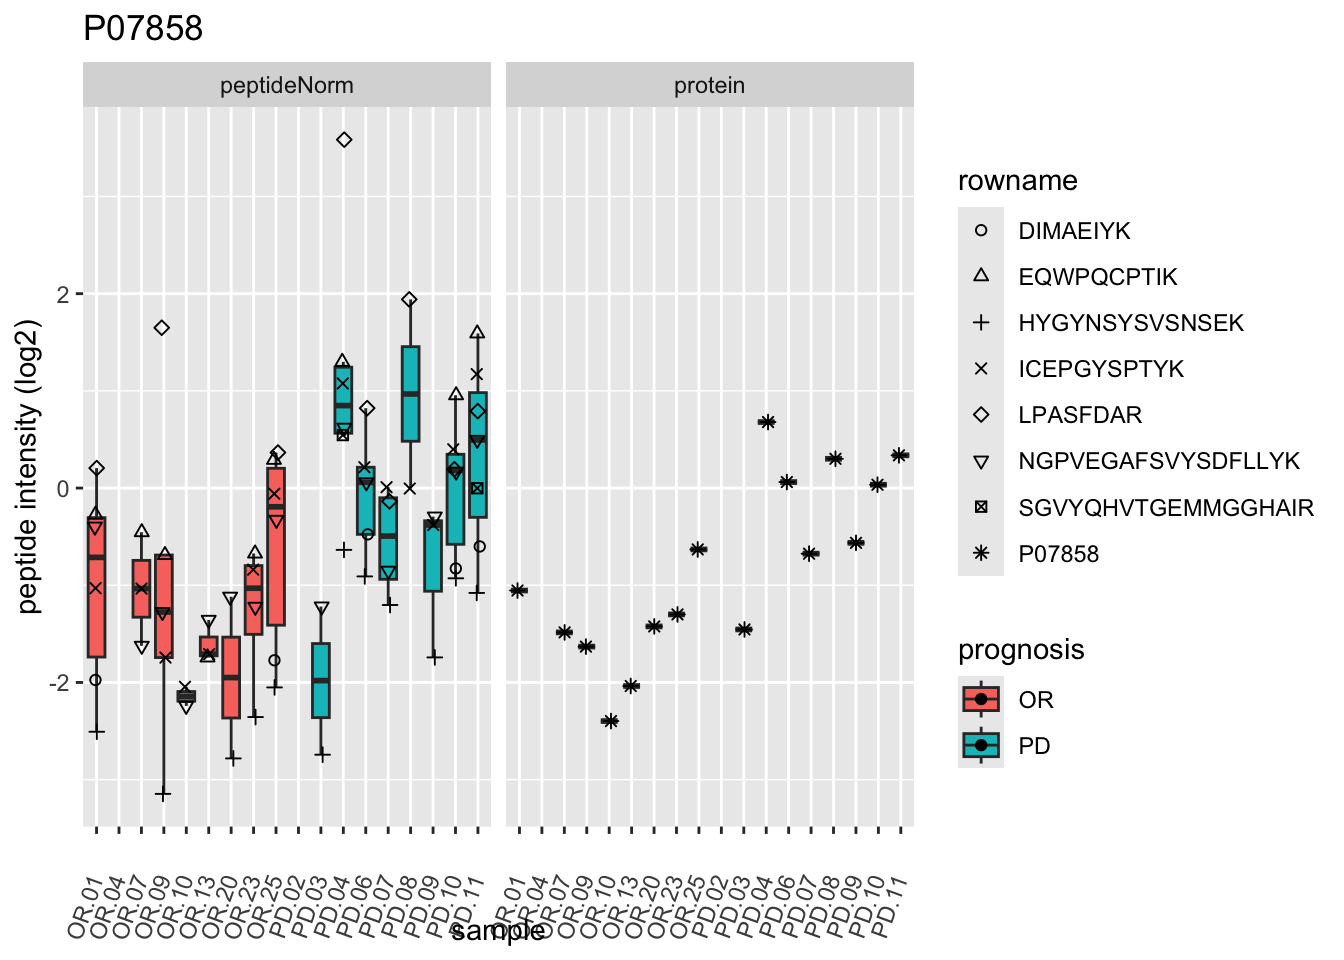 P07858
peptideNorm
protein
peptide intensity (log2)
2
0
-2
OR.01
OR.04
OR.07
OR.09
OR.10
OR.13
OR.20
OR.23
OR.25
PD.02
PD.03
PD.04
PD.06
PD.07
PD.08
PD.09
PD.10
PD.11
OR.01
OR.04
OR.07
OR.09
OR.10
OR.13
OR.20
OR.23
OR.25
PD.02
PD.03
PD.04
PD.06
PD.07
PD.08
PD.09
PD.10
PD.11
sample
rowname
DIMAEIYK
EQWPQCPTIK
HYGYNSYSVSNSEK
ICEPGYSPTYK
LPASFDAR
NGPVEGAFSVYSDFLLYK
SGVYQHVTGEMMGGHAIR
P07858
prognosis
OR
PD